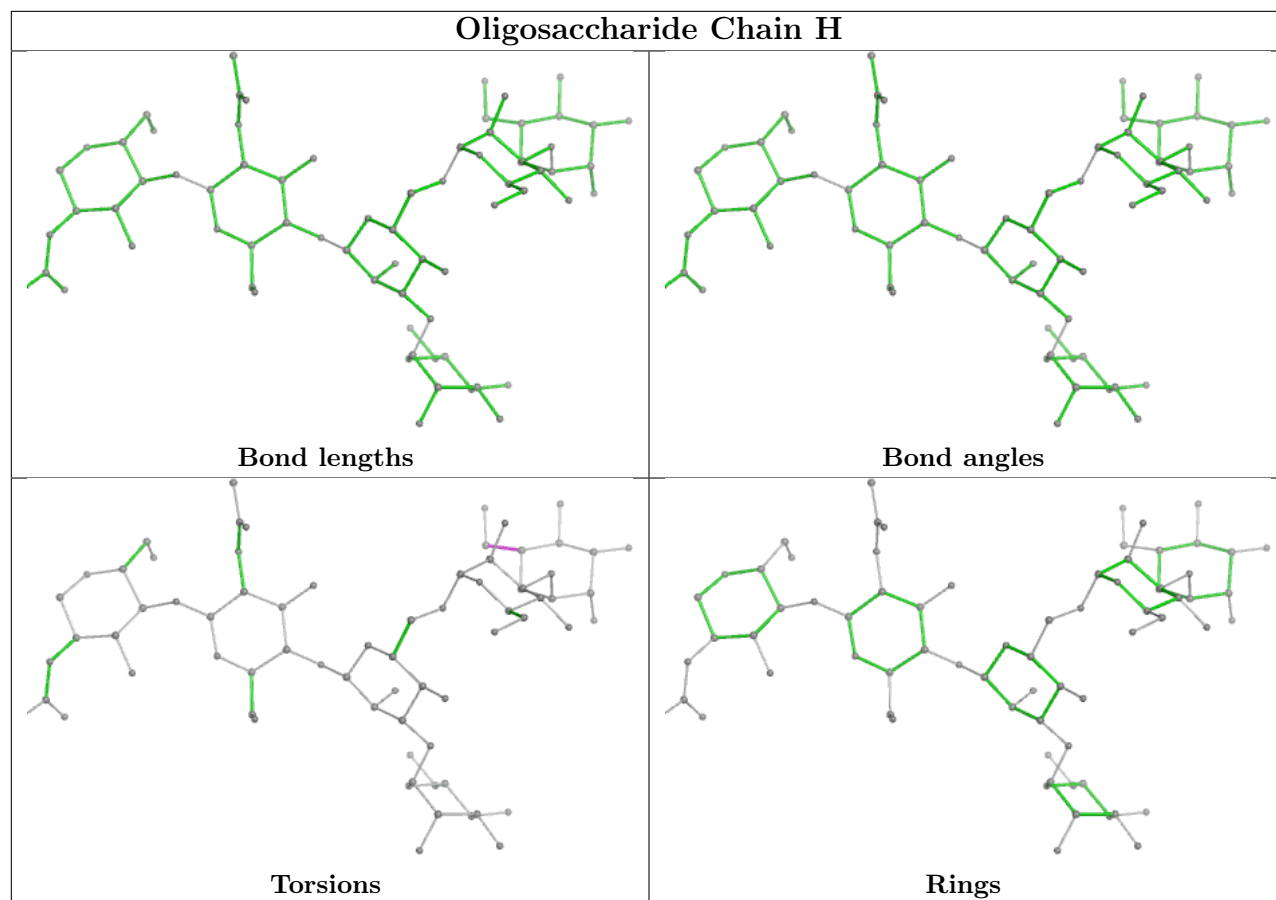 Oligosaccharide Chain H
Bond lengths
Bond angles
Torsions
Rings